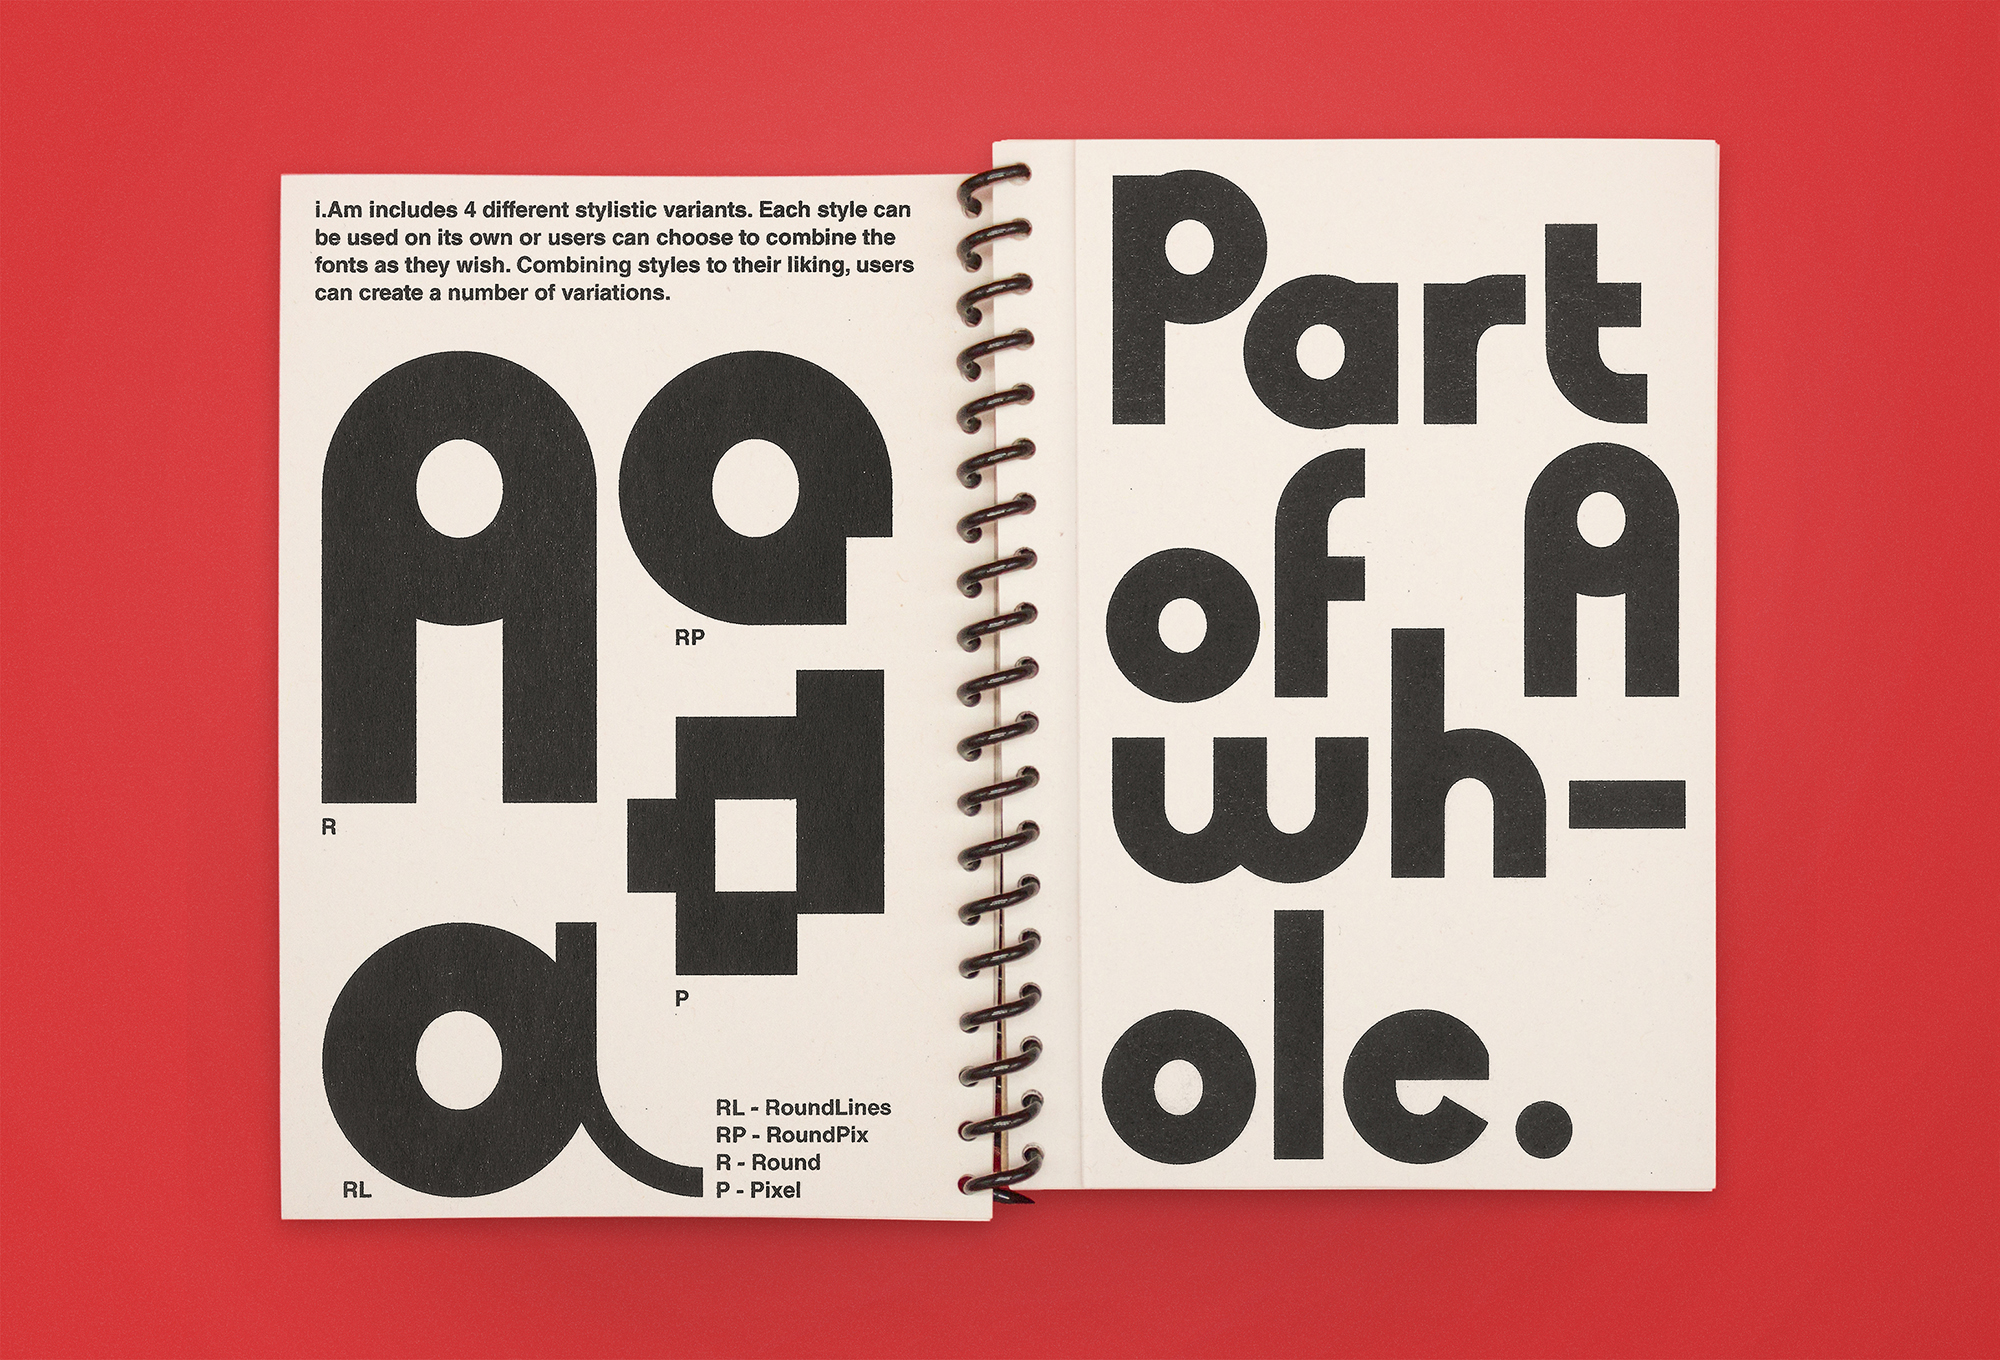 i.Am includes 4 different stylistic variants. Each style can
be used on its own or users can choose to combine the
fonts as they wish. Combining styles to their liking, users
can create a number of variations.
A a
RP
a
R
P
a
RL
RL - RoundLines
RP - RoundPix
R - Round
P - Pixel
Part
of A
wh-
ole.